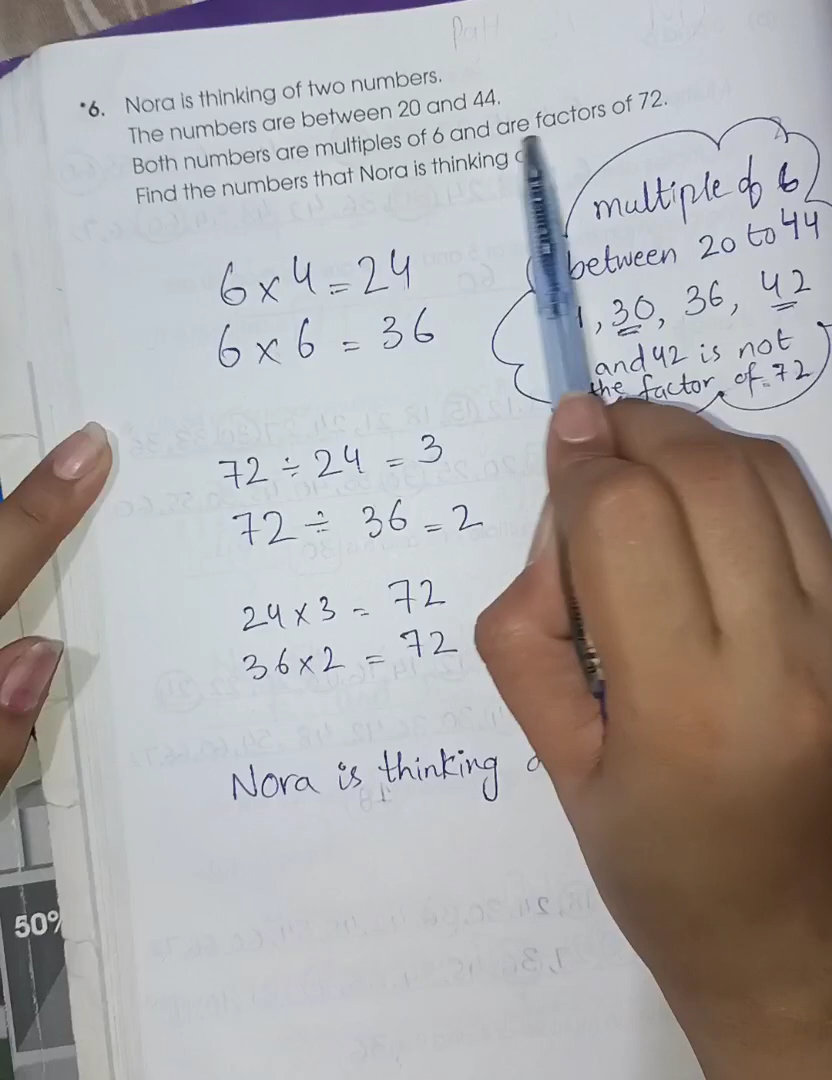 *6. Nora is thinking of two numbers.
The numbers are between 20 and 44.
Both numbers are multiples of 6 and are factors of 72.
Find the numbers that Nora is thinking
multiple of 6
between 20 to 44
, 30, 36, 42
and 42 is not
the factor of 72
6 x 4 = 24
6 x 6 = 36
72 ÷ 24 = 3
72 ÷ 36 = 2
24 x 3 = 72
36 x 2 = 72
Nora is thinking
50%